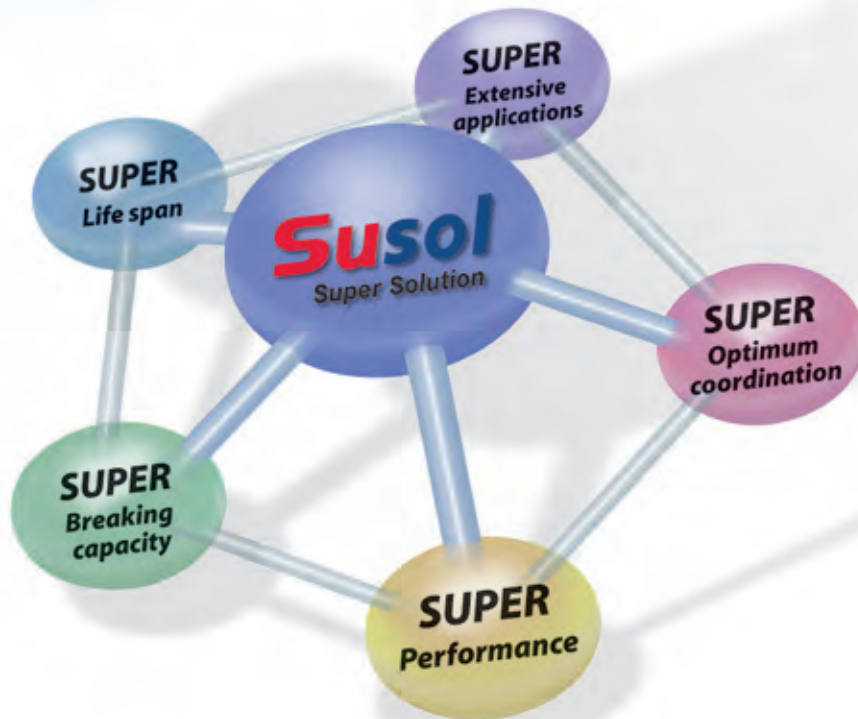 SUPER
Extensive
applications
SUPER
Life span
Susol
Super Solution
SUPER
Optimum
coordination
SUPER
Breaking
capacity
SUPER
Performance